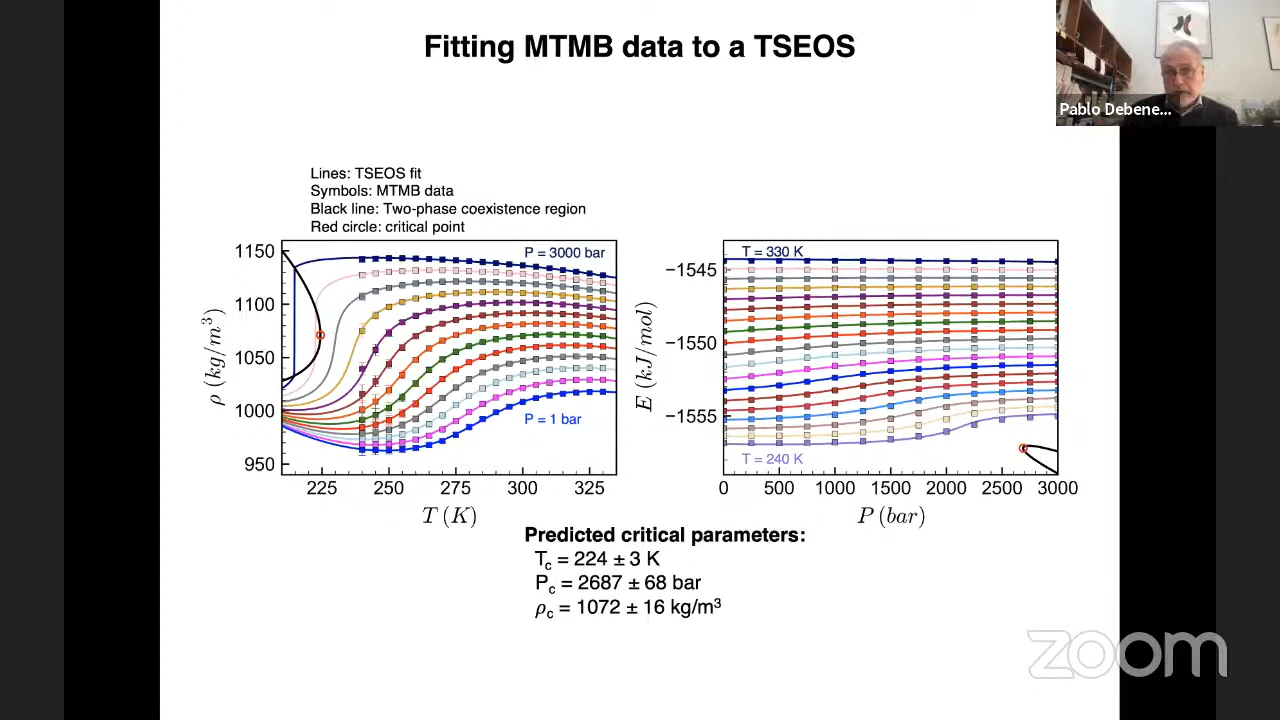 Fitting MTMB data to a TSEOS
Pablo Debene...
Lines: TSEOS fit
Symbols: MTMB data
Black line: Two-phase coexistence region
Red circle: critical point
P = 3000 bar
P = 1 bar
1150
1100
1050
1000
950
ρ (kg/m³)
225 250 275 300 325
T (K)
T = 330 K
T = 240 K
−1545
−1550
−1555
E (kJ/mol)
0 500 1000 1500 2000 2500 3000
P (bar)
Predicted critical parameters:
Tc = 224 ± 3 K
Pc = 2687 ± 68 bar
ρc = 1072 ± 16 kg/m³
zoom